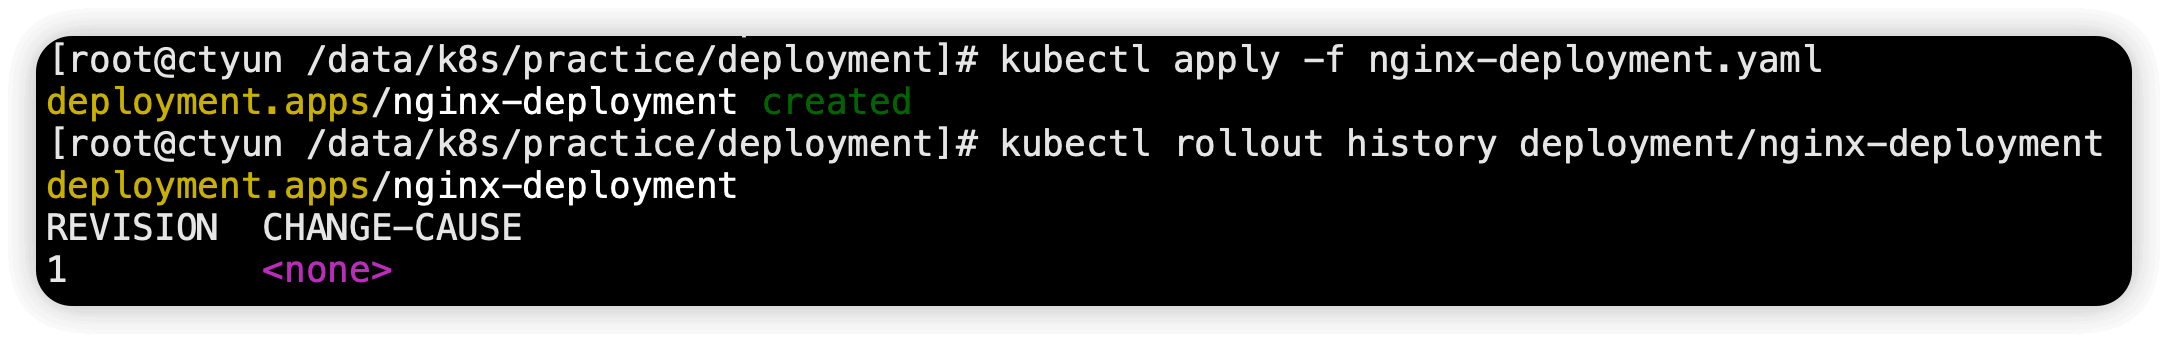 [root@ctyun /data/k8s/practice/deployment]# kubectl apply -f nginx-deployment.yaml
deployment.apps/nginx-deployment created
[root@ctyun /data/k8s/practice/deployment]# kubectl rollout history deployment/nginx-deployment
deployment.apps/nginx-deployment
REVISION  CHANGE-CAUSE
1         <none>